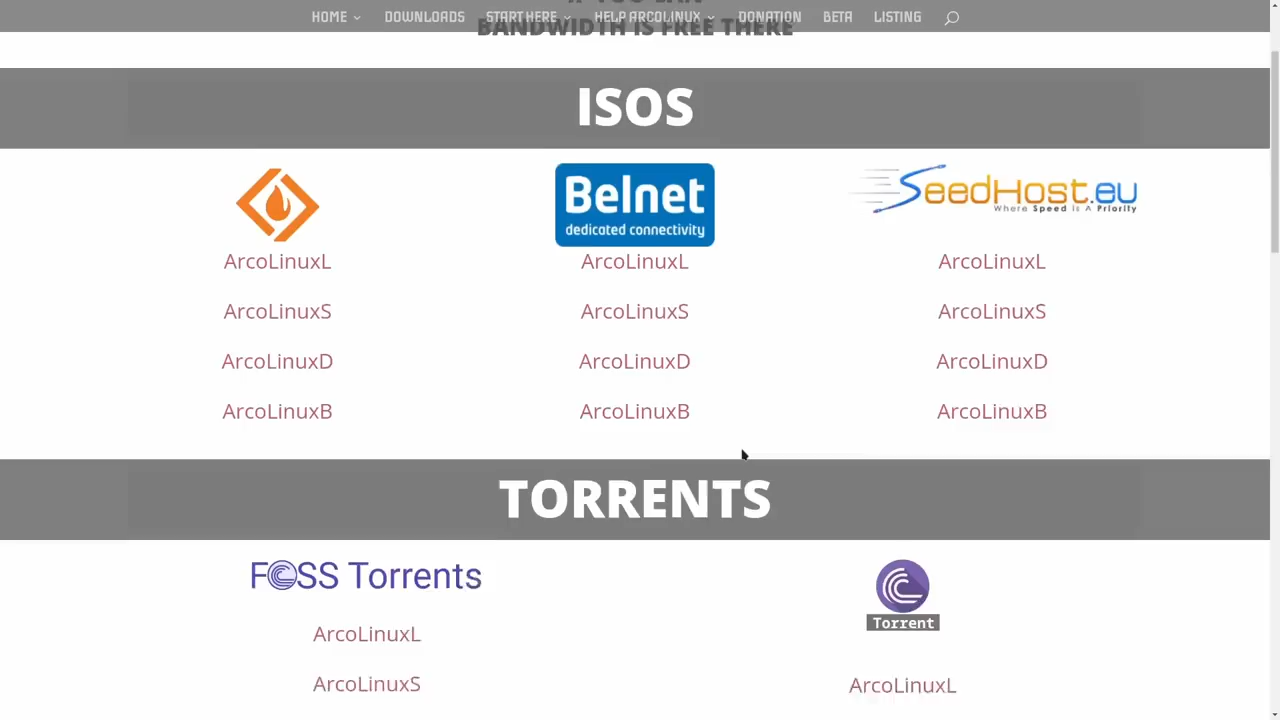 HOME
DOWNLOADS
START HERE
HELP ARCOLINUX
DONATION
BETA
LISTING
BANDWIDTH IS FREE THERE
ISOS
Belnet
dedicated connectivity
SeedHost.eu
Where Speed is A Priority
ArcoLinuxL
ArcoLinuxL
ArcoLinuxL
ArcoLinuxS
ArcoLinuxS
ArcoLinuxS
ArcoLinuxD
ArcoLinuxD
ArcoLinuxD
ArcoLinuxB
ArcoLinuxB
ArcoLinuxB
TORRENTS
FOSS Torrents
Torrent
ArcoLinuxL
ArcoLinuxS
ArcoLinuxL